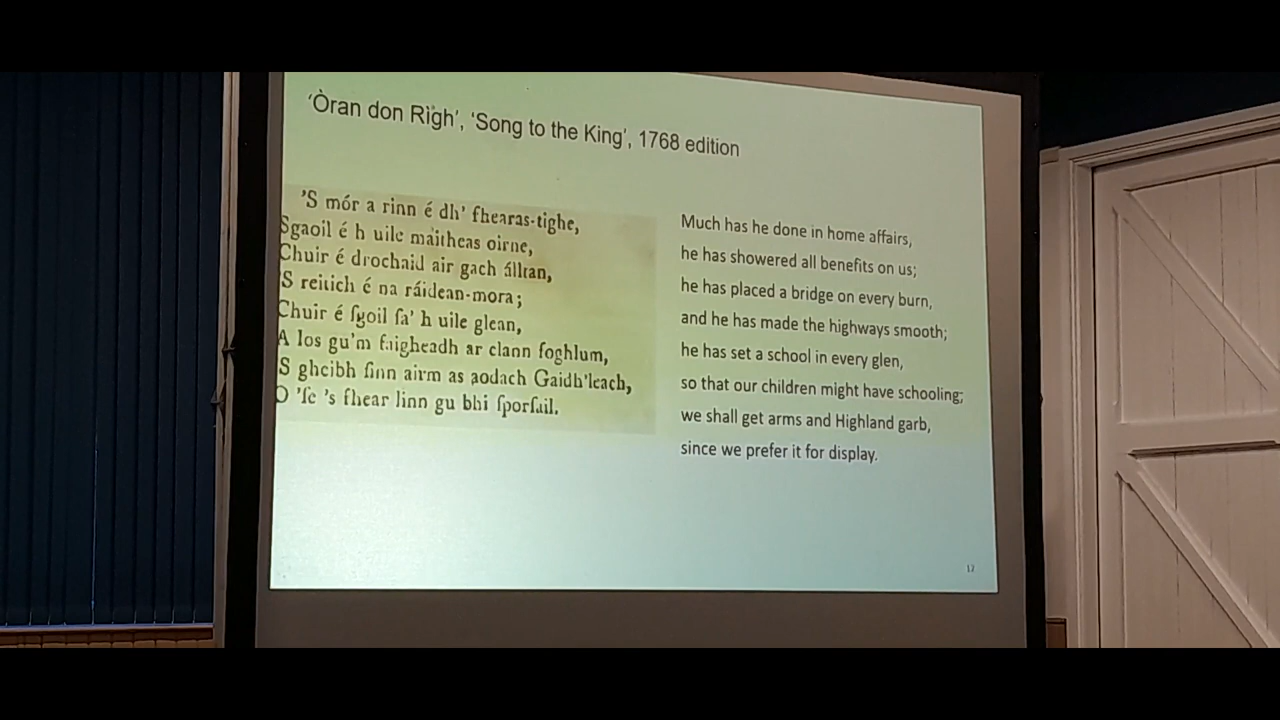 ‘Òran don Rìgh’, ‘Song to the King’, 1768 edition
’S mór a rinn é dh’ fhearas-tighe,
Sgaoil é h uile maitheas oirne,
Chuir é drochaid air gach álltan,
’S reitich é na ráidean-mora;
Chuir é ſgoil ſa’ h uile glean,
A los gu’m faigheadh ar clann foghlum,
’S gheibh ſinn airm as aodach Gaidh’leach,
O ’ſe ’s fhear linn gu bhi ſporſail.
Much has he done in home affairs,
he has showered all benefits on us;
he has placed a bridge on every burn,
and he has made the highways smooth;
he has set a school in every glen,
so that our children might have schooling;
we shall get arms and Highland garb,
since we prefer it for display.
12